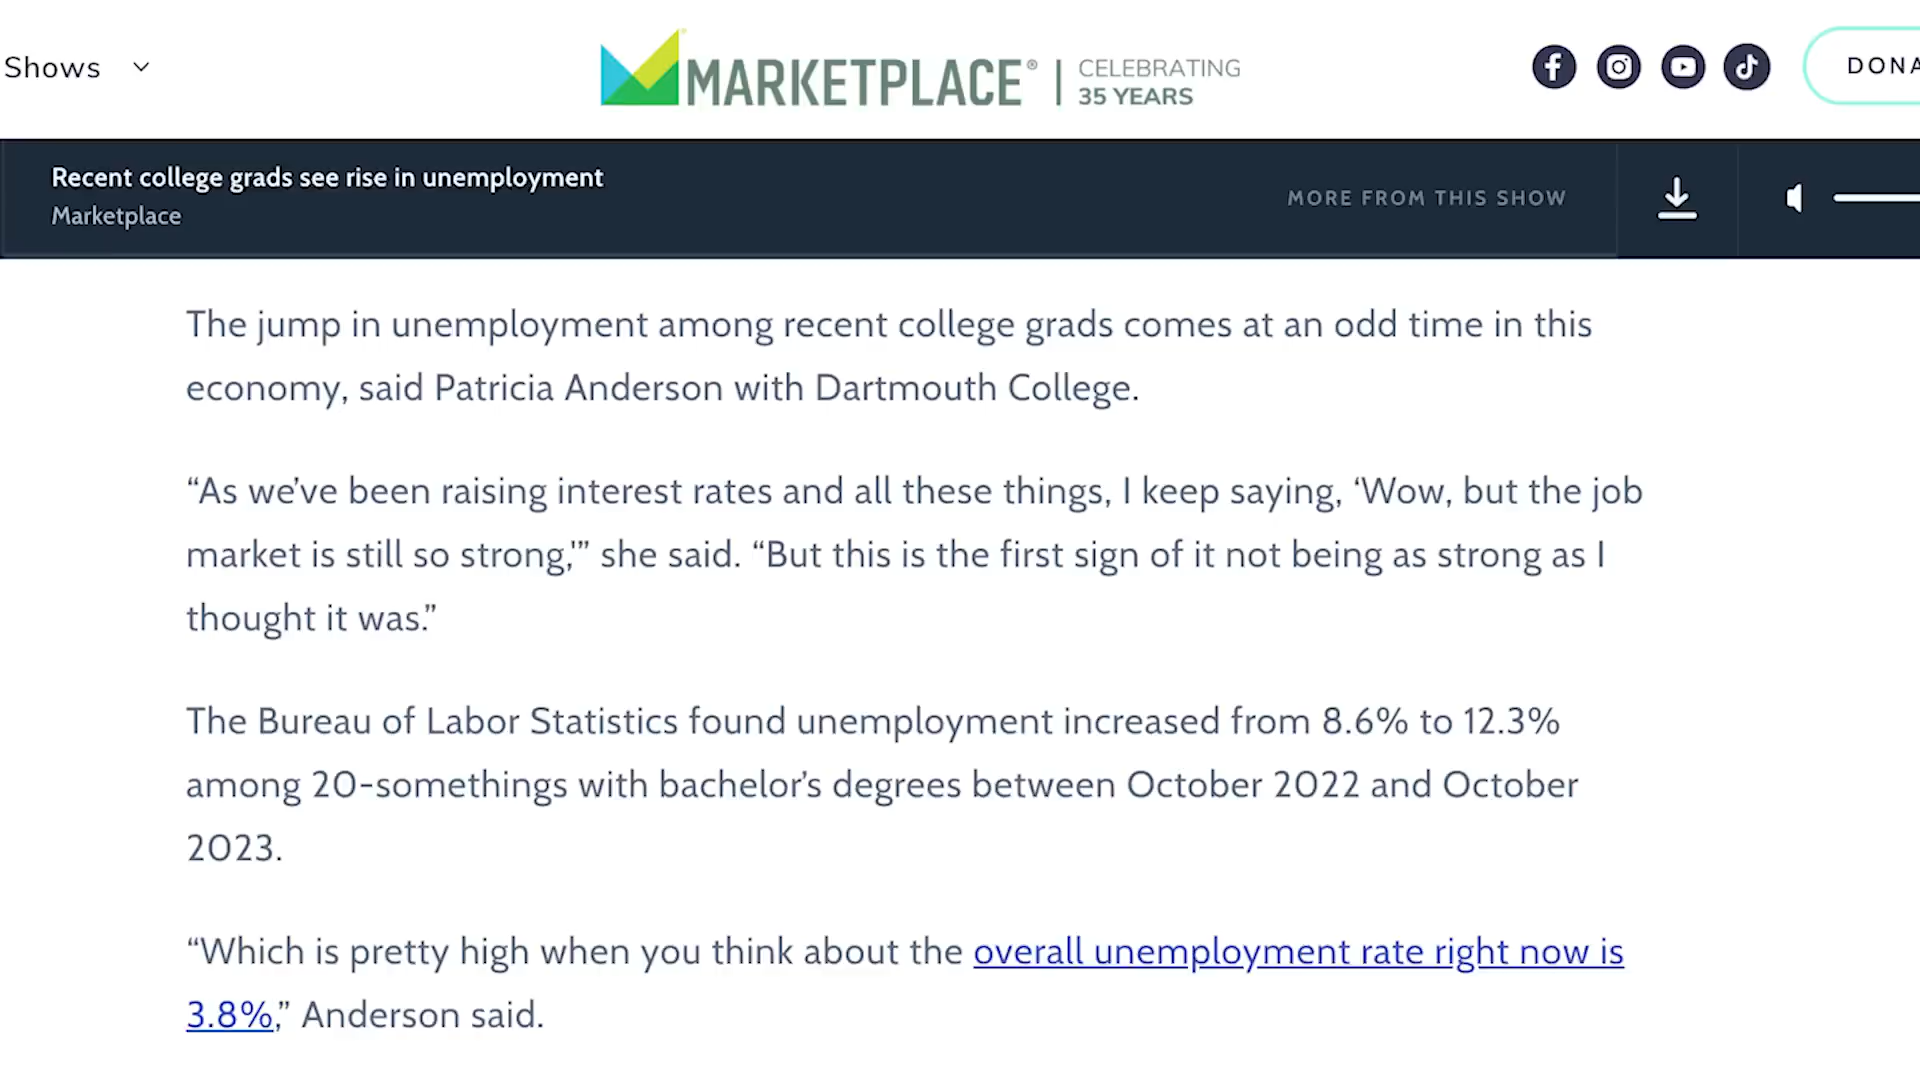 Shows
MARKETPLACE® | CELEBRATING
35 YEARS
DONA
Recent college grads see rise in unemployment
Marketplace
MORE FROM THIS SHOW
The jump in unemployment among recent college grads comes at an odd time in this
economy, said Patricia Anderson with Dartmouth College.
“As we’ve been raising interest rates and all these things, I keep saying, ‘Wow, but the job
market is still so strong,'” she said. “But this is the first sign of it not being as strong as I
thought it was.”
The Bureau of Labor Statistics found unemployment increased from 8.6% to 12.3%
among 20-somethings with bachelor’s degrees between October 2022 and October
2023.
“Which is pretty high when you think about the overall unemployment rate right now is
3.8%,” Anderson said.